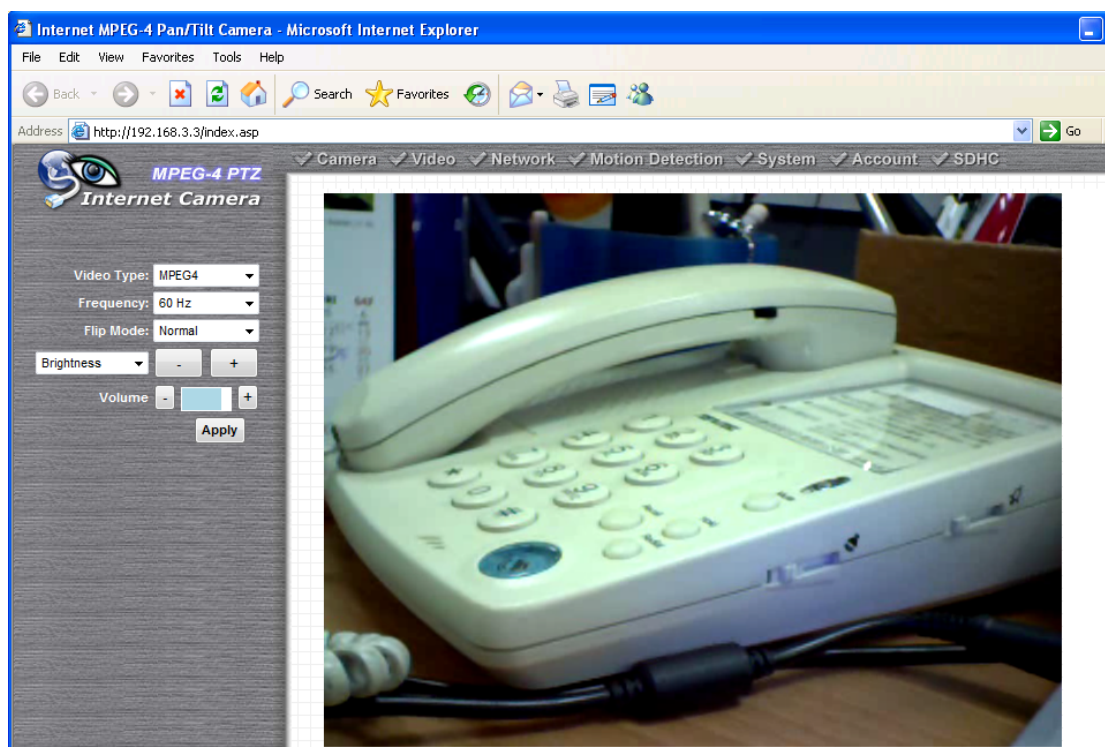 Internet MPEG-4 Pan/Tilt Camera - Microsoft Internet Explorer
File Edit View Favorites Tools Help
Back Search Favorites
Address http://192.168.3.3/index.asp Go
MPEG-4 PTZ
Internet Camera
Camera Video Network Motion Detection System Account SDHC
Video Type: MPEG4
Frequency: 60 Hz
Flip Mode: Normal
Brightness - +
Volume - +
Apply